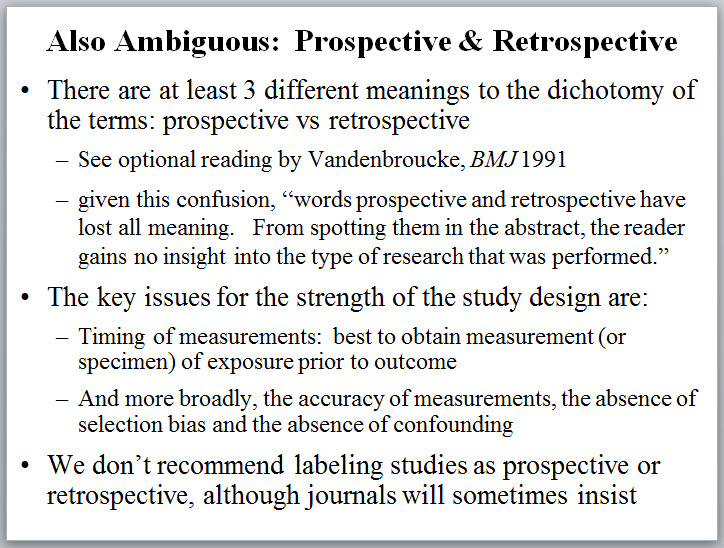 Also Ambiguous:  Prospective & Retrospective
• There are at least 3 different meanings to the dichotomy of
the terms: prospective vs retrospective
– See optional reading by Vandenbroucke, BMJ 1991
– given this confusion, “words prospective and retrospective have
lost all meaning.   From spotting them in the abstract, the reader
gains no insight into the type of research that was performed.”
• The key issues for the strength of the study design are:
– Timing of measurements:  best to obtain measurement (or
specimen) of exposure prior to outcome
– And more broadly, the accuracy of measurements, the absence of
selection bias and the absence of confounding
• We don’t recommend labeling studies as prospective or
retrospective, although journals will sometimes insist